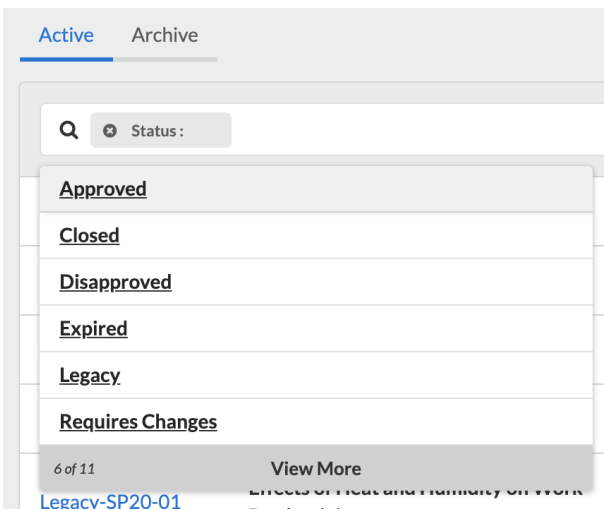 Active Archive
Status :
Approved
Closed
Disapproved
Expired
Legacy
Requires Changes
6 of 11 View More
Legacy-SP20-01 Effects of Heat and Humidity on Work